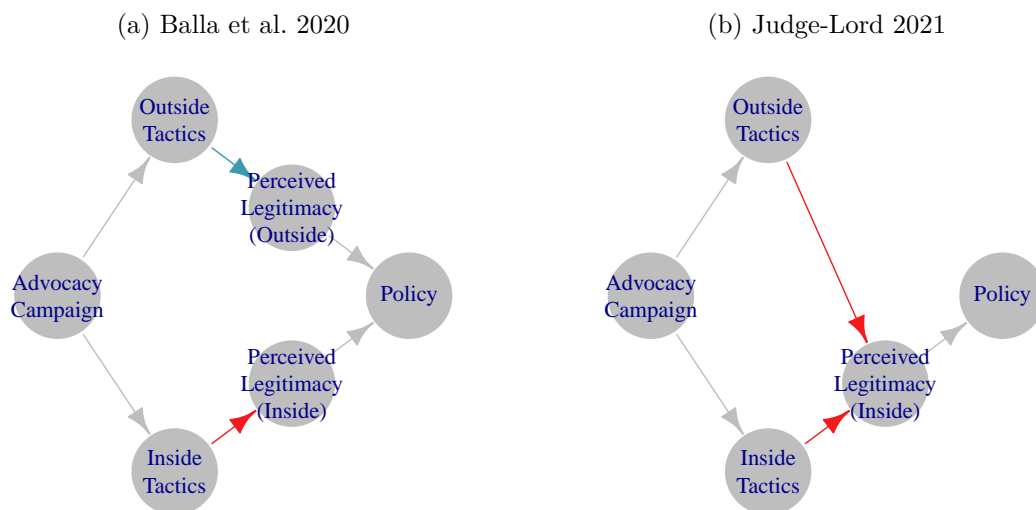 (a) Balla et al. 2020
Outside
Tactics
Perceived
Legitimacy
(Outside)
Advocacy
Campaign
Policy
Perceived
Legitimacy
(Inside)
Inside
Tactics
(b) Judge-Lord 2021
Outside
Tactics
Advocacy
Campaign
Policy
Perceived
Legitimacy
(Inside)
Inside
Tactics